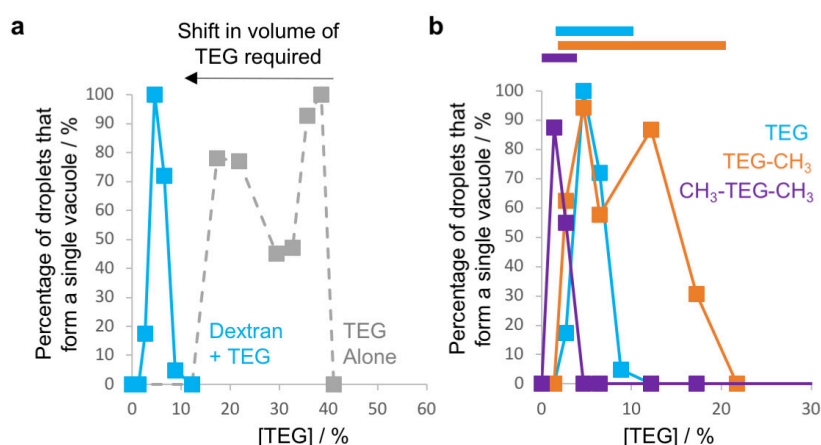 a
Shift in volume of
TEG required
Percentage of droplets that
form a single vacuole / %
100
90
80
70
60
50
40
30
20
10
0
Dextran
+ TEG
TEG
Alone
0 10 20 30 40 50 60
[TEG] / %
b
Percentage of droplets that
form a single vacuole / %
100
90
80
70
60
50
40
30
20
10
0
TEG
TEG-CH₃
CH₃-TEG-CH₃
0 10 20 30
[TEG] / %